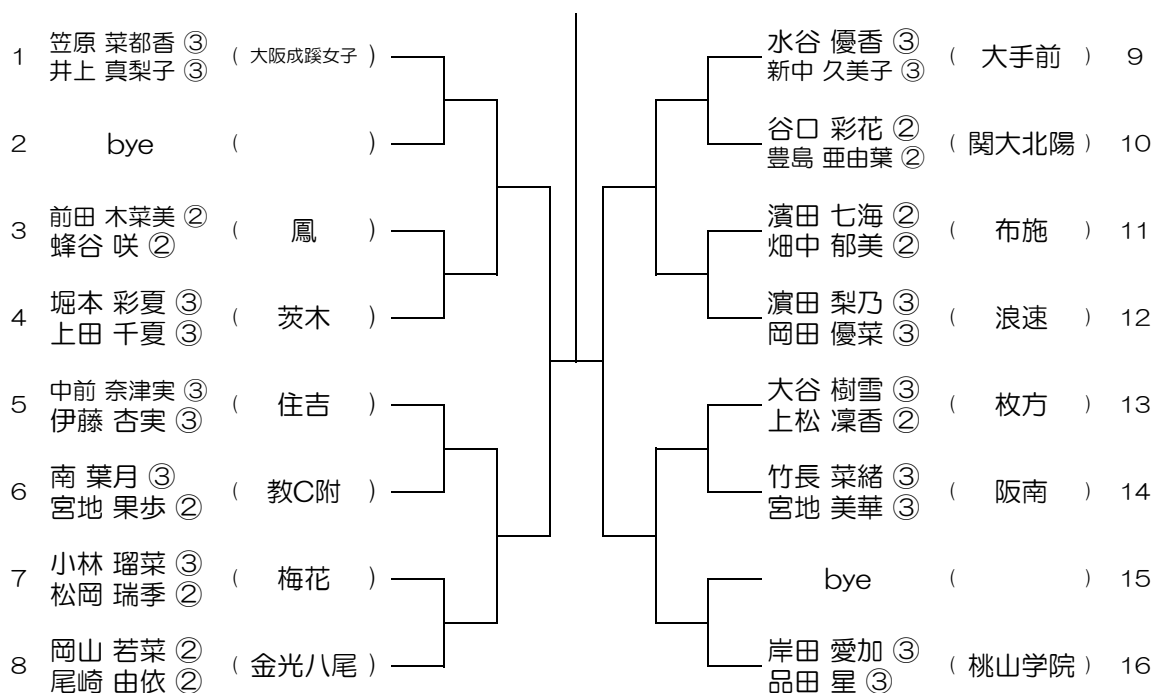 1 笠原 菜都香 ③ ( 大阪成蹊女子 )
井上 真梨子 ③
2 bye ( )
3 前田 木菜美 ② ( 鳳 )
蜂谷 咲 ②
4 堀本 彩夏 ③ ( 茨木 )
上田 千夏 ③
5 中前 奈津実 ③ ( 住吉 )
伊藤 杏実 ③
6 南 葉月 ③ ( 教C附 )
宮地 果歩 ②
7 小林 瑠菜 ③ ( 梅花 )
松岡 瑞季 ②
8 岡山 若菜 ② ( 金光八尾 )
尾崎 由依 ②
水谷 優香 ③ ( 大手前 ) 9
新中 久美子 ③
谷口 彩花 ② ( 関大北陽 ) 10
豊島 亜由葉 ②
濱田 七海 ② ( 布施 ) 11
畑中 郁美 ②
濵田 梨乃 ③ ( 浪速 ) 12
岡田 優菜 ③
大谷 樹雪 ③ ( 枚方 ) 13
上松 凜香 ②
竹長 菜緒 ③ ( 阪南 ) 14
宮地 美華 ③
bye ( ) 15
岸田 愛加 ③ ( 桃山学院 ) 16
品田 星 ③